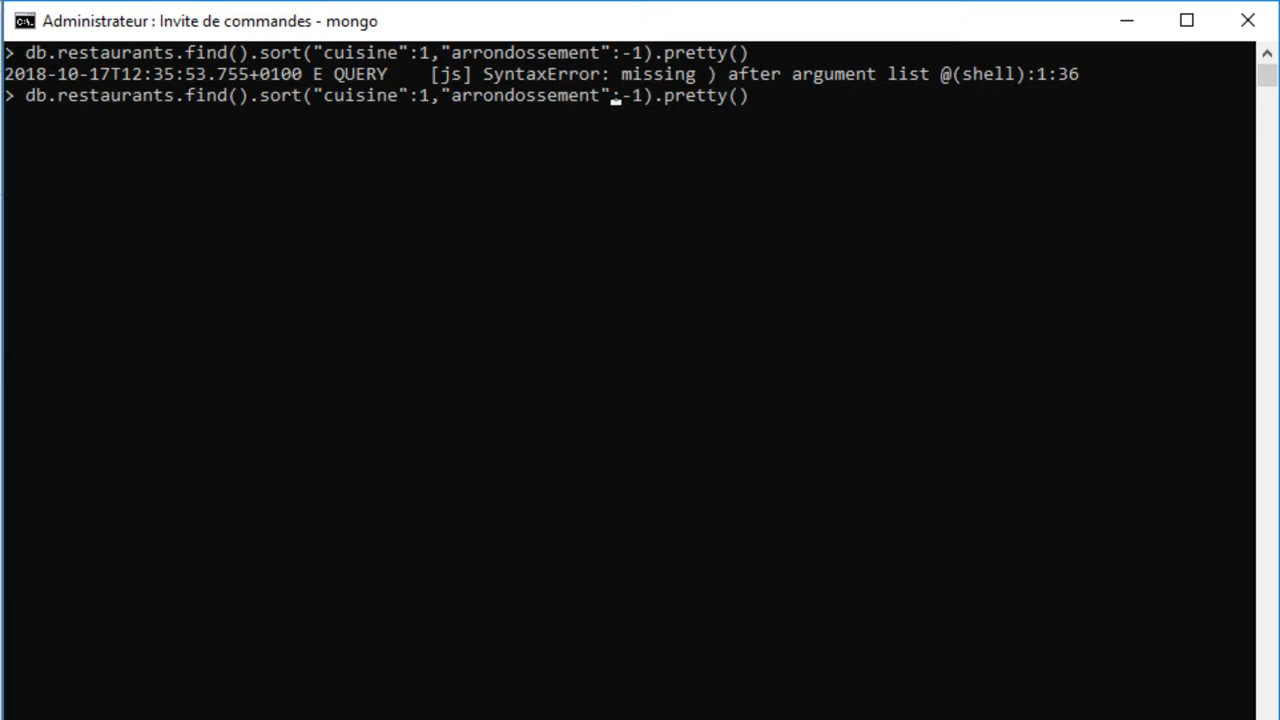 Administrateur : Invite de commandes - mongo
> db.restaurants.find().sort("cuisine":1,"arrondossement":-1).pretty()
2018-10-17T12:35:53.755+0100 E QUERY    [js] SyntaxError: missing ) after argument list @(shell):1:36
> db.restaurants.find().sort("cuisine":1,"arrondossement":-1).pretty()